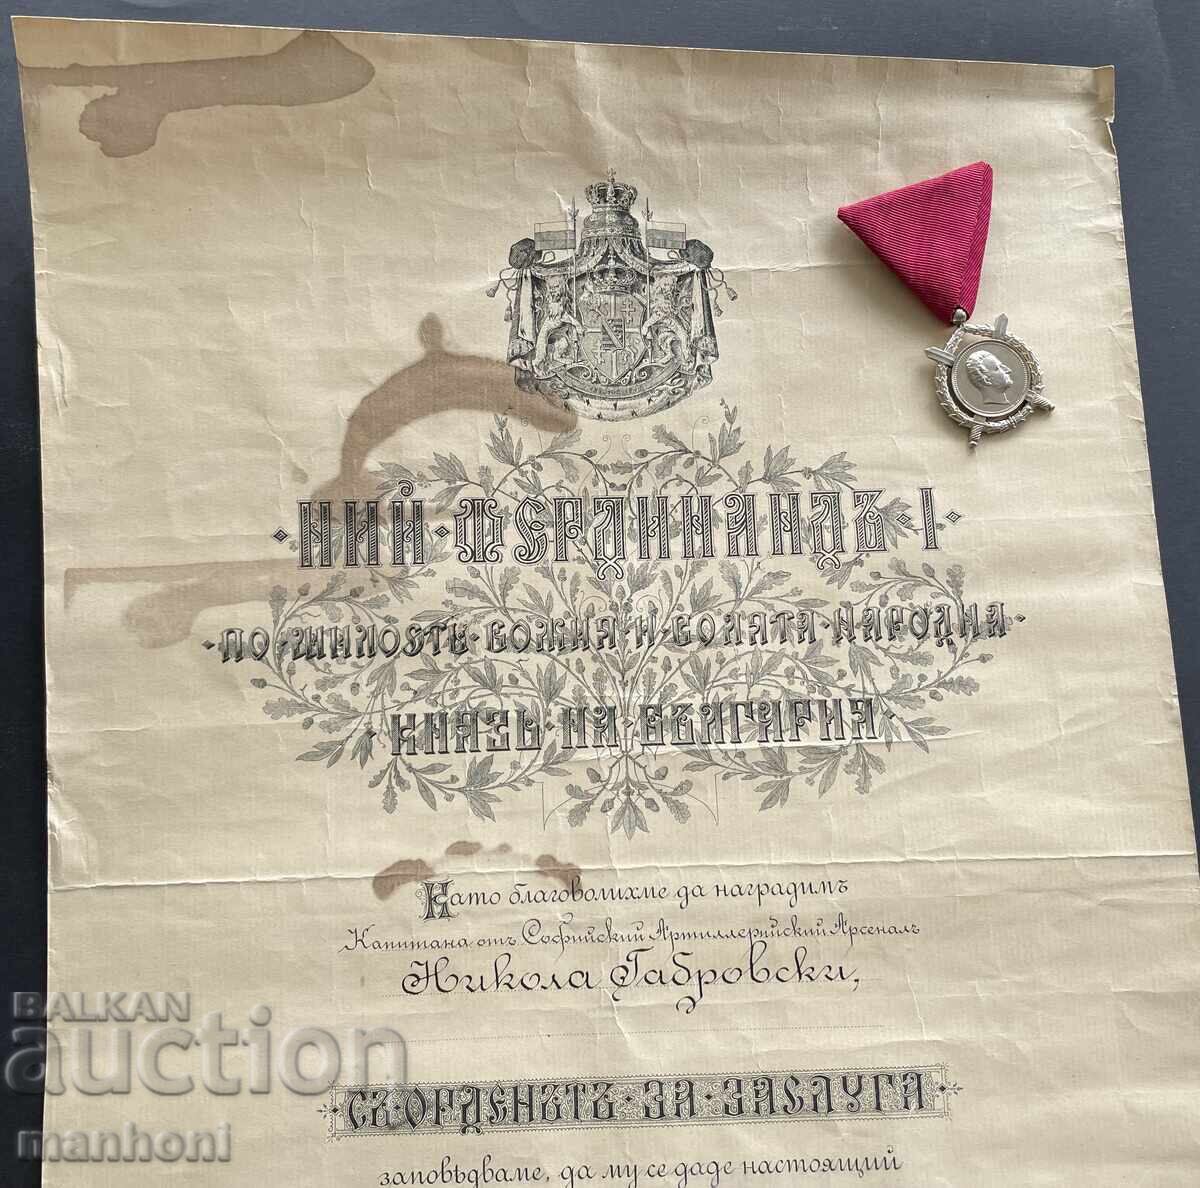 ·НИЙ·ФЕРДИНАНДЪ·I·
·ПО·МИЛОСТЬ·БОЖИЯ·И·ВОЛЯТА·НАРОДНА·
·КНЯЗЬ·НА·БЪЛГАРИЯ·
Като благоволихме да наградимъ
Капитана отъ Софийский Артиллерийский Арсеналъ
Никола Габровски,
·СЪ·ОРДЕНЪТЪ·ЗА·ЗАСЛУГА·
заповѣдваме, да му се даде настоящий
BALKAN
auction
manhoni